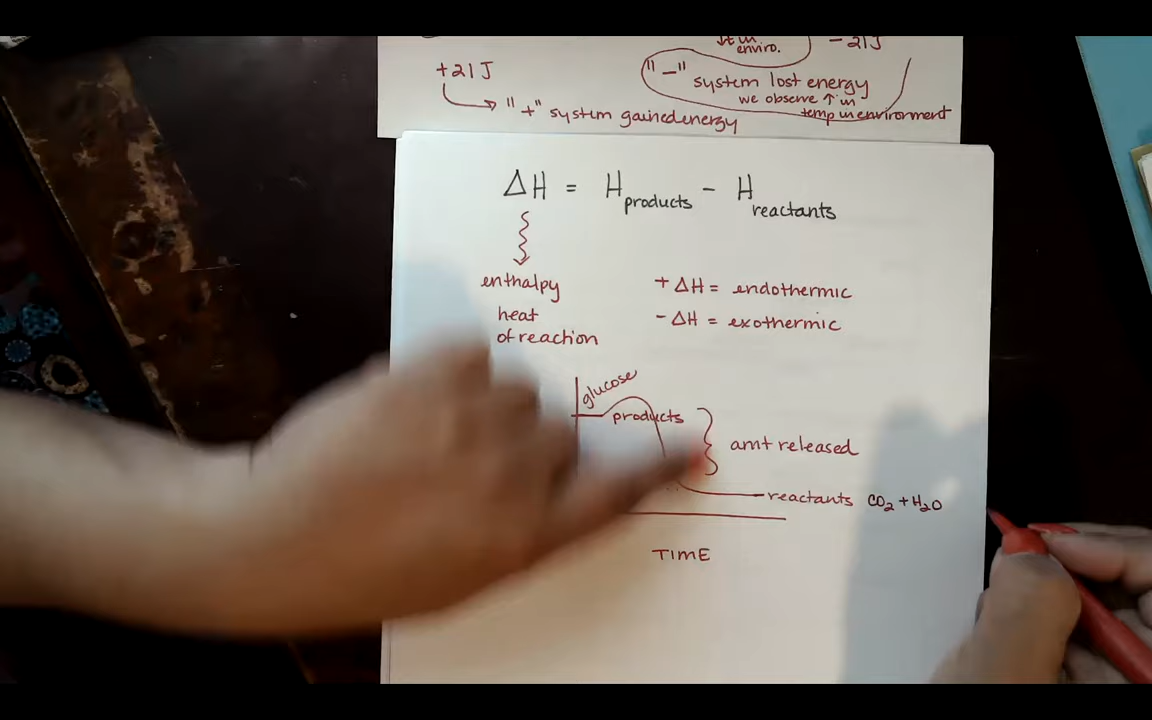 enviro.
- 21J
+21 J
"-" system lost energy
we observe ↑ in
temp in environment
"+" system gained energy
ΔH = H products - H reactants
enthalpy
heat
of reaction
+ ΔH = endothermic
- ΔH = exothermic
glucose
products
amt released
reactants CO₂ + H₂O
TIME